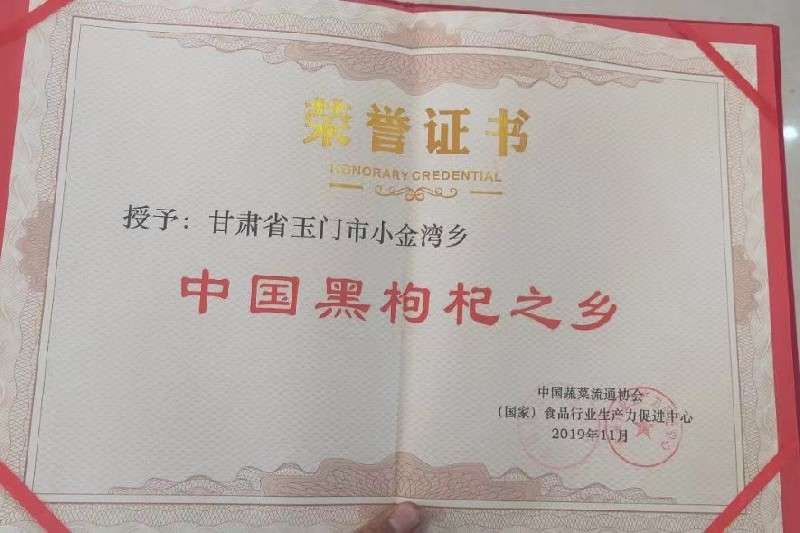 荣誉证书
HONORARY CREDENTIAL
授予：甘肃省玉门市小金湾乡
中国黑枸杞之乡
中国蔬菜流通协会
（国家）食品行业生产力促进中心
2019年11月